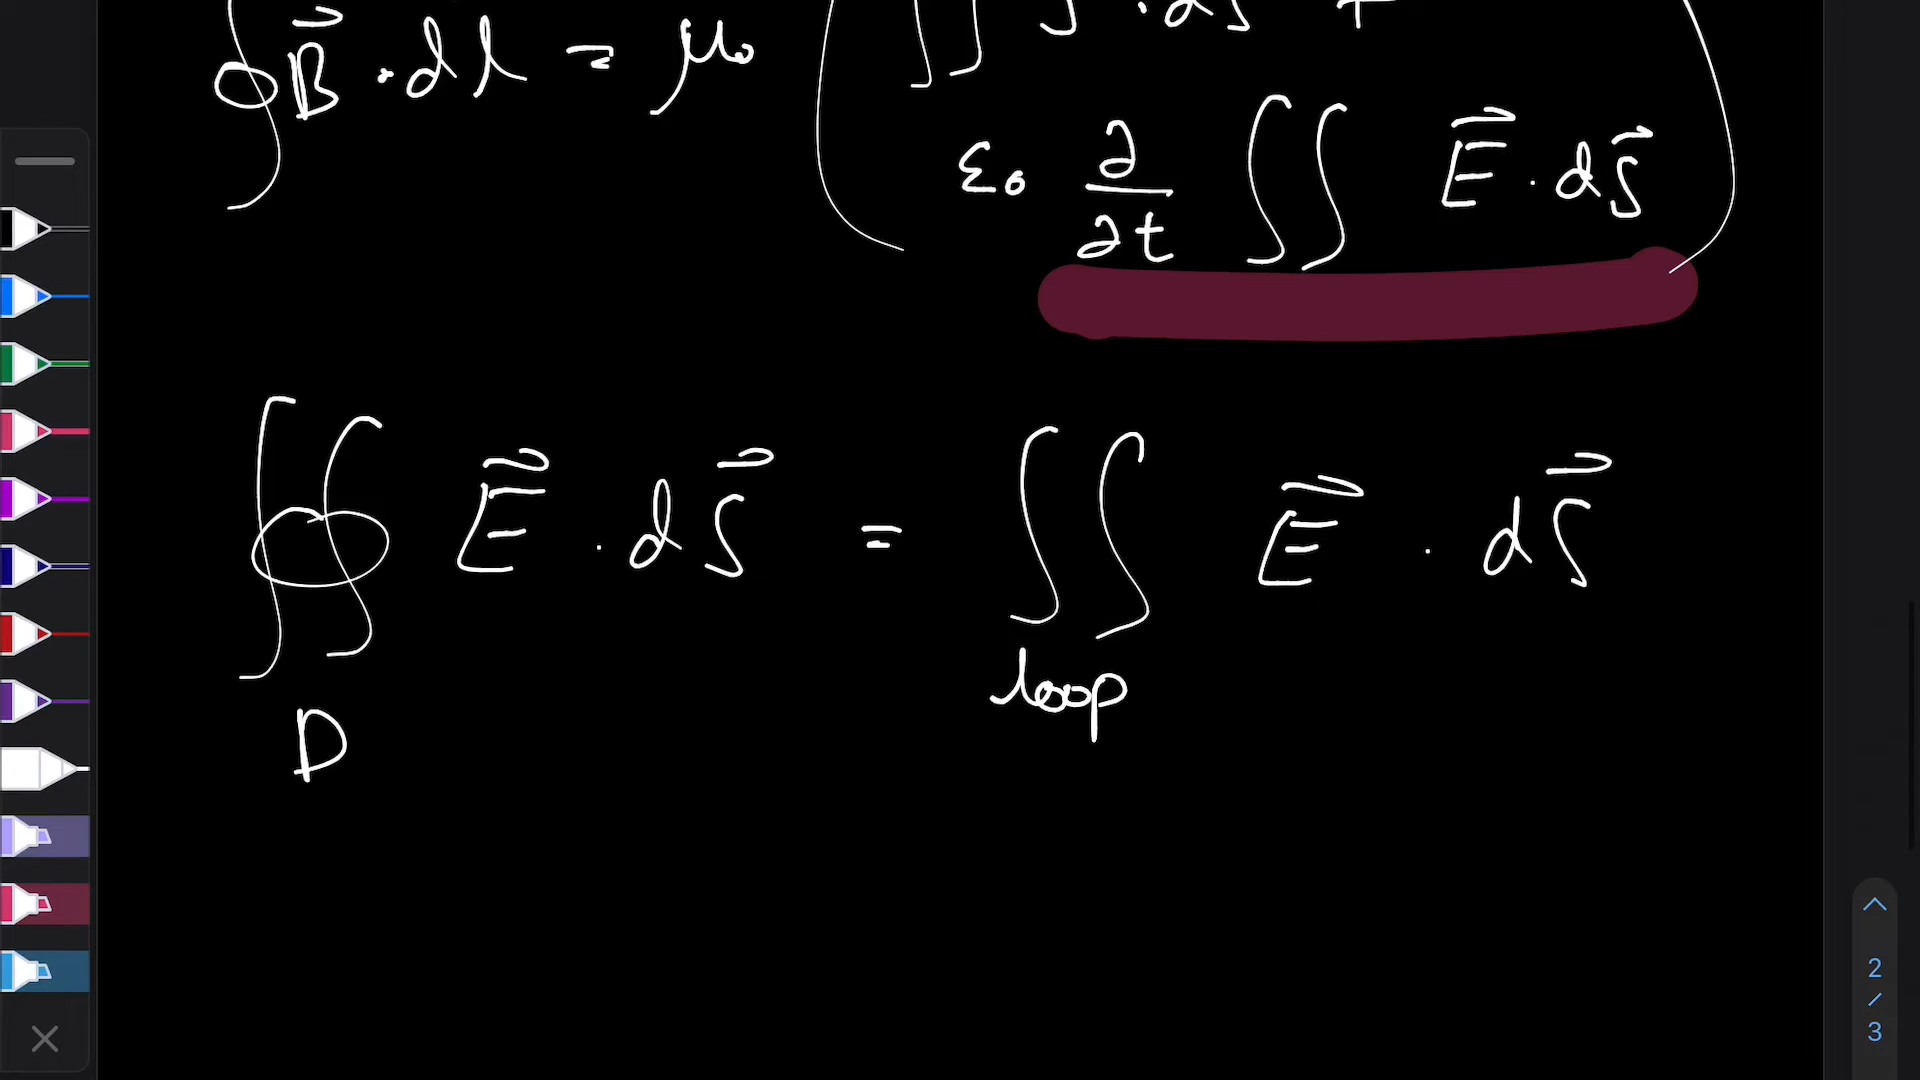 ∮ B⃗ · dl = μ₀ ( ∬ J · ds +
ε₀ ∂/∂t ∬ E⃗ · ds⃗ )
∯ E⃗ · ds⃗ = ∬ E⃗ · ds⃗
D loop
2
/
3